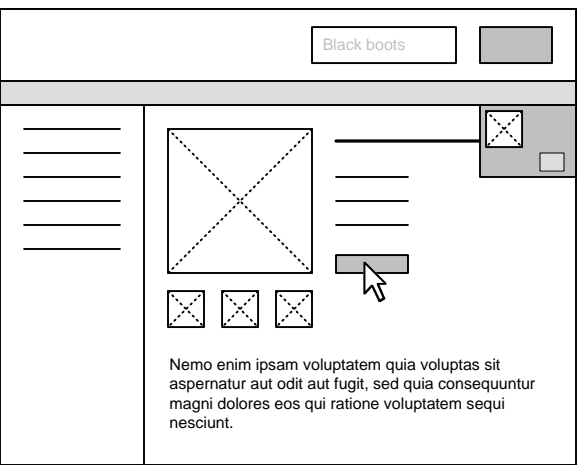 Black boots
Nemo enim ipsam voluptatem quia voluptas sit
aspernatur aut odit aut fugit, sed quia consequuntur
magni dolores eos qui ratione voluptatem sequi
nesciunt.